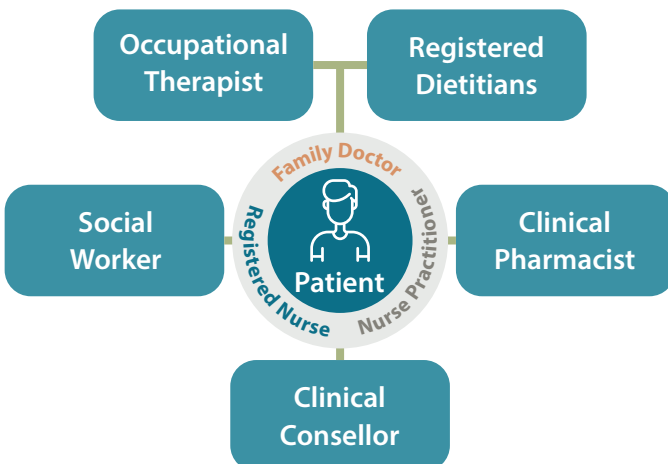 Occupational
Therapist
Registered
Dietitians
Family Doctor
Registered Nurse
Nurse Practitioner
Patient
Social
Worker
Clinical
Pharmacist
Clinical
Consellor